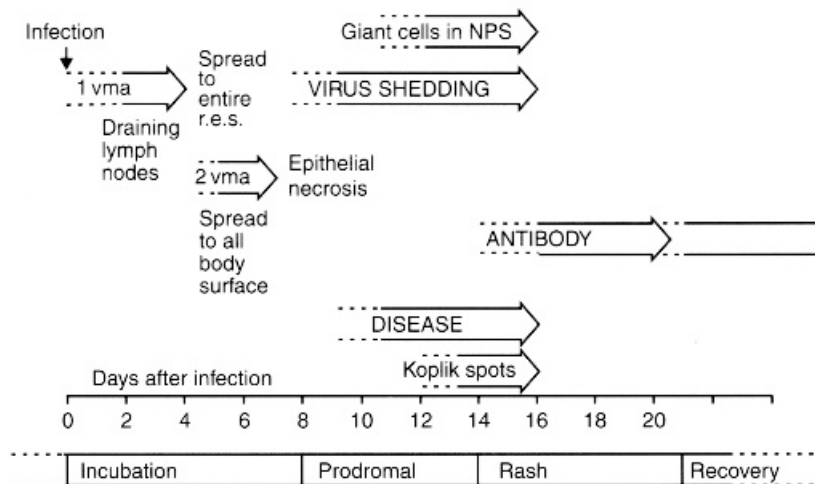 Infection
1 vma
Draining
lymph
nodes
Spread
to
entire
r.e.s.
2 vma
Spread
to all
body
surface
Epithelial
necrosis
Giant cells in NPS
VIRUS SHEDDING
ANTIBODY
DISEASE
Koplik spots
Days after infection
0 2 4 6 8 10 12 14 16 18 20
Incubation Prodromal Rash Recovery